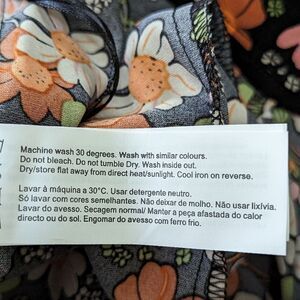 Machine wash 30 degrees. Wash with similar colours.
Do not bleach. Do not tumble Dry. Wash inside out.
Dry/store flat away from direct heat/sunlight. Cool iron on reverse.
Lavar à máquina a 30°C. Usar detergente neutro.
Só lavar com cores semelhantes. Não deixar de molho. Não usar lixívia.
Lavar do avesso. Secagem normal/ Manter a peça afastada do calor
directo ou do sol. Engomar do avesso com ferro frio.